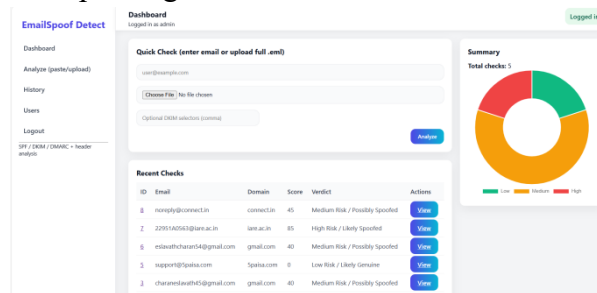 EmailSpoof Detect
Dashboard
Analyze (paste/upload)
History
Users
Logout
SPF / DKIM / DMARC + header
analysis
Dashboard
Logged in as admin
Logged in
Quick Check (enter email or upload full .eml)
user@example.com
Choose File No file chosen
Optional DKIM selectors (comma)
Analyze
Summary
Total checks: 5
Low Medium High
Recent Checks
ID Email Domain Score Verdict Actions
8 noreply@connect.in connect.in 45 Medium Risk / Possibly Spoofed View
7 22951A0563@iare.ac.in iare.ac.in 85 High Risk / Likely Spoofed View
6 eslavathcharan54@gmail.com gmail.com 40 Medium Risk / Possibly Spoofed View
5 support@5paisa.com 5paisa.com 0 Low Risk / Likely Genuine View
3 charaneslavath45@gmail.com gmail.com 40 Medium Risk / Possibly Spoofed View